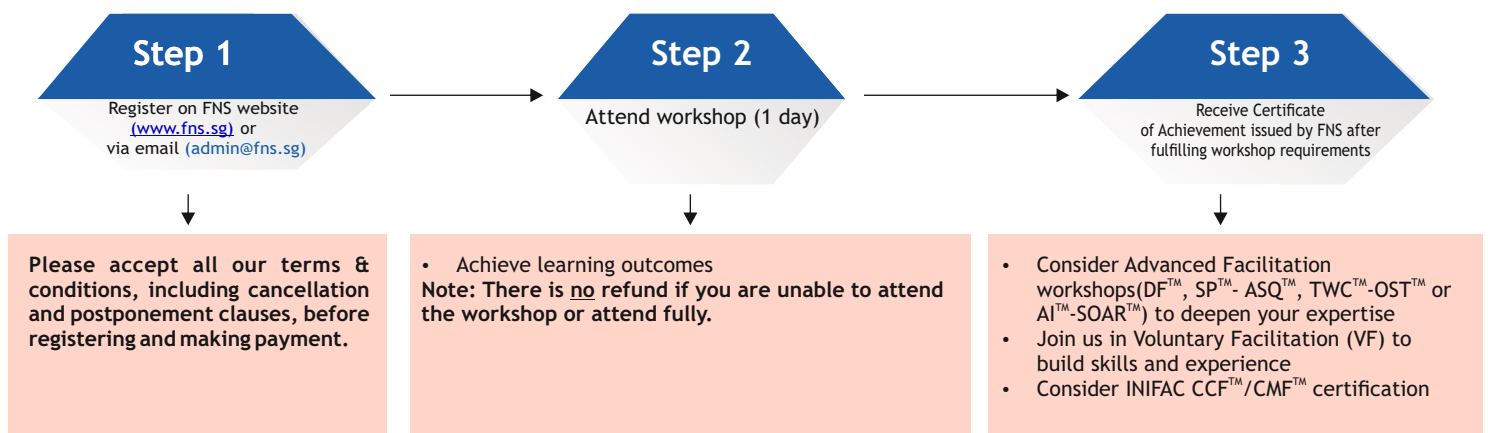 Step 1
Register on FNS website
(www.fns.sg) or
via email (admin@fns.sg)
Step 2
Attend workshop (1 day)
Step 3
Receive Certificate
of Achievement issued by FNS after
fulfilling workshop requirements
Please accept all our terms &
conditions, including cancellation
and postponement clauses, before
registering and making payment.
• Achieve learning outcomes
Note: There is no refund if you are unable to attend
the workshop or attend fully.
• Consider Advanced Facilitation
workshops(DF™, SP™- ASQ™, TWC™-OST™ or
AI™-SOAR™) to deepen your expertise
• Join us in Voluntary Facilitation (VF) to
build skills and experience
• Consider INIFAC CCF™/CMF™ certification